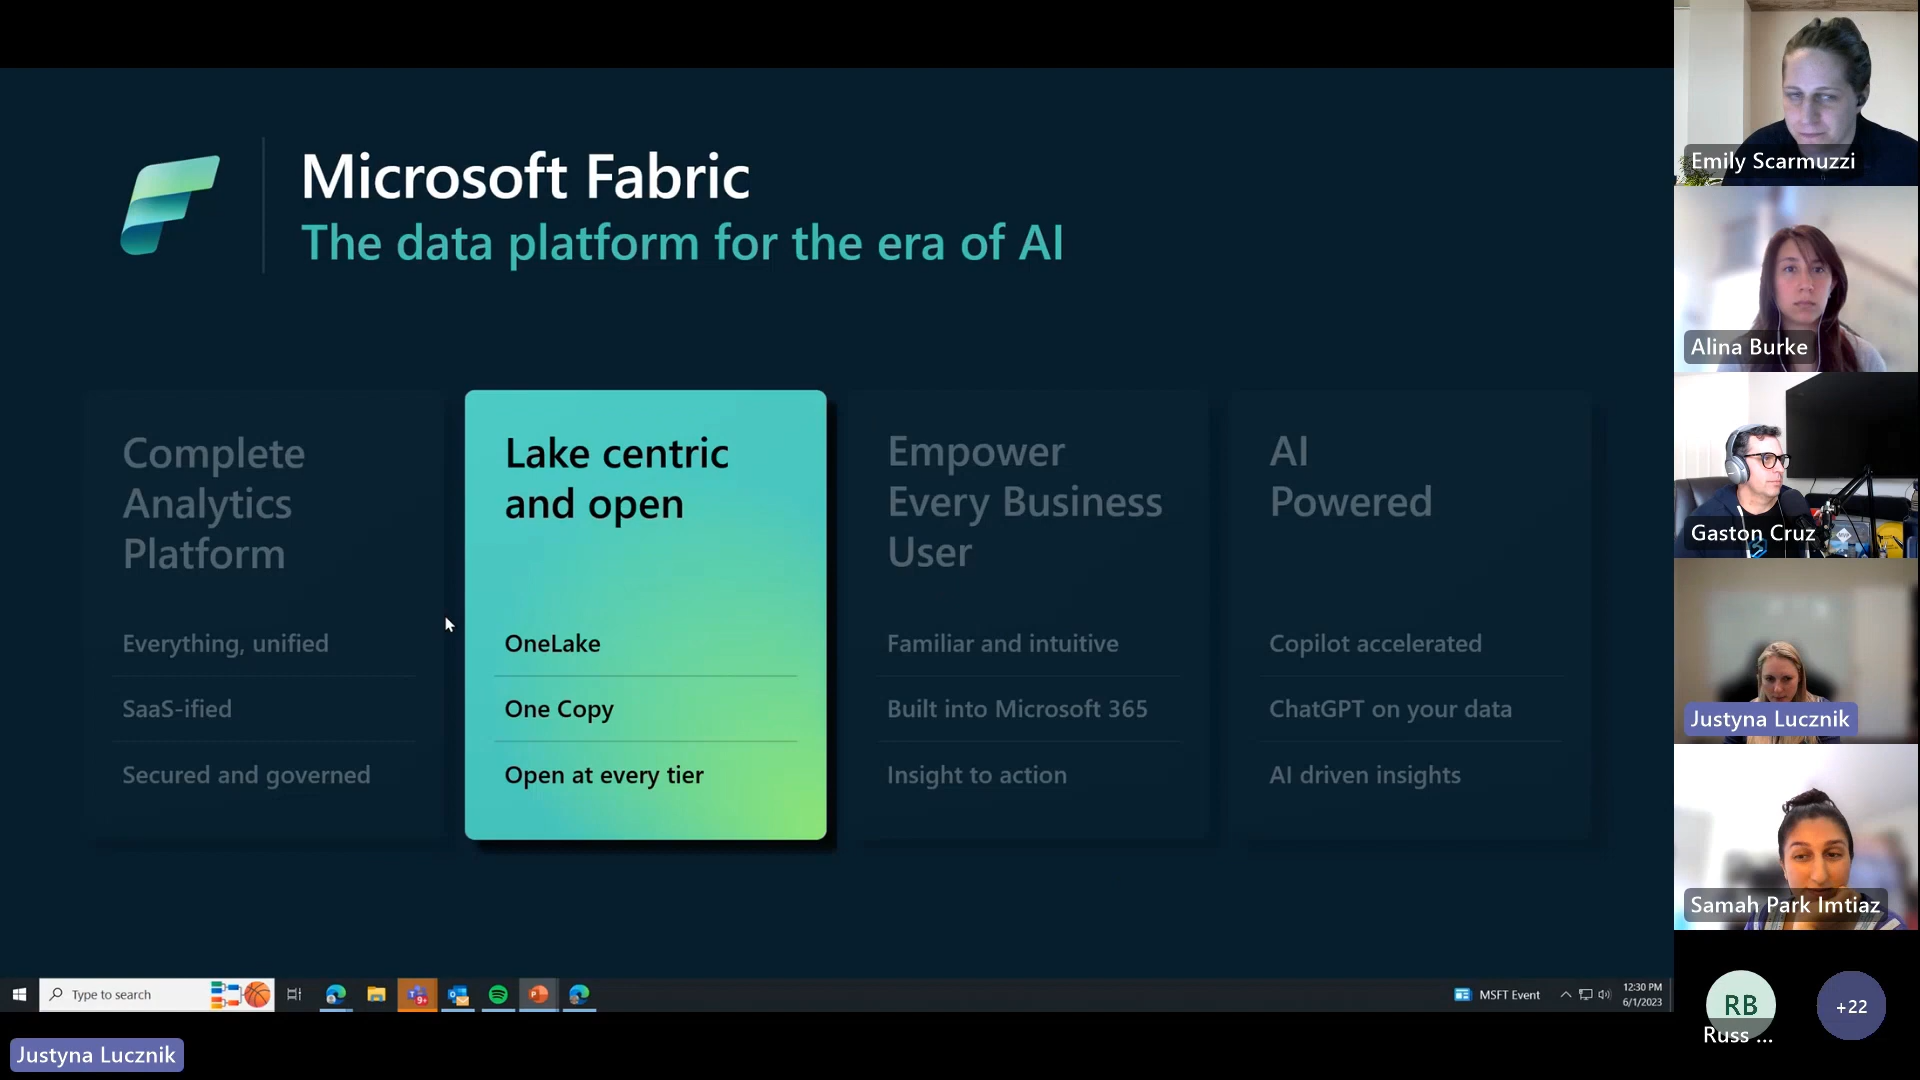 Microsoft Fabric
The data platform for the era of AI
Complete
Analytics
Platform
Everything, unified
SaaS-ified
Secured and governed
Lake centric
and open
OneLake
One Copy
Open at every tier
Empower
Every Business
User
Familiar and intuitive
Built into Microsoft 365
Insight to action
AI
Powered
Copilot accelerated
ChatGPT on your data
AI driven insights
Type to search
9+
MSFT Event
12:30 PM
6/1/2023
Justyna Lucznik
Emily Scarmuzzi
Alina Burke
Gaston Cruz
Justyna Lucznik
Samah Park Imtiaz
RB
Russ ...
+22